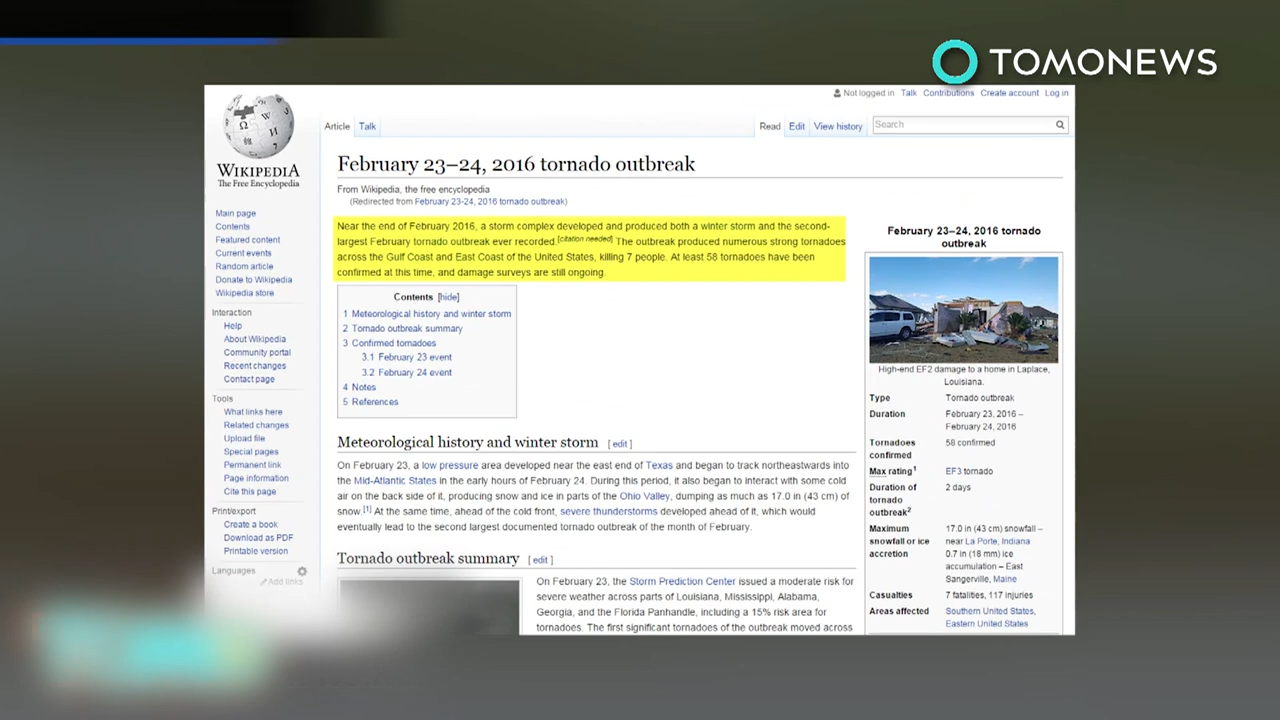 TOMONEWS
Not logged in Talk Contributions Create account Log in
Article Talk
Read Edit View history
Search
WIKIPEDIA
The Free Encyclopedia
Main page
Contents
Featured content
Current events
Random article
Donate to Wikipedia
Wikipedia store
Interaction
Help
About Wikipedia
Community portal
Recent changes
Contact page
Tools
What links here
Related changes
Upload file
Special pages
Permanent link
Page information
Cite this page
Print/export
Create a book
Download as PDF
Printable version
Languages
Add links
February 23–24, 2016 tornado outbreak
From Wikipedia, the free encyclopedia
(Redirected from February 23-24, 2016 tornado outbreak)
Near the end of February 2016, a storm complex developed and produced both a winter storm and the second-
largest February tornado outbreak ever recorded.[citation needed] The outbreak produced numerous strong tornadoes
across the Gulf Coast and East Coast of the United States, killing 7 people. At least 58 tornadoes have been
confirmed at this time, and damage surveys are still ongoing.
Contents [hide]
1 Meteorological history and winter storm
2 Tornado outbreak summary
3 Confirmed tornadoes
3.1 February 23 event
3.2 February 24 event
4 Notes
5 References
Meteorological history and winter storm [ edit ]
On February 23, a low pressure area developed near the east end of Texas and began to track northeastwards into
the Mid-Atlantic States in the early hours of February 24. During this period, it also began to interact with some cold
air on the back side of it, producing snow and ice in parts of the Ohio Valley, dumping as much as 17.0 in (43 cm) of
snow.[1] At the same time, ahead of the cold front, severe thunderstorms developed ahead of it, which would
eventually lead to the second largest documented tornado outbreak of the month of February.
Tornado outbreak summary [ edit ]
On February 23, the Storm Prediction Center issued a moderate risk for
severe weather across parts of Louisiana, Mississippi, Alabama,
Georgia, and the Florida Panhandle, including a 15% risk area for
tornadoes. The first significant tornadoes of the outbreak moved across
February 23–24, 2016 tornado
outbreak
High-end EF2 damage to a home in Laplace,
Louisiana.
Type Tornado outbreak
Duration February 23, 2016 –
February 24, 2016
Tornadoes 58 confirmed
confirmed
Max rating1 EF3 tornado
Duration of 2 days
tornado
outbreak2
Maximum 17.0 in (43 cm) snowfall –
snowfall or ice near La Porte, Indiana
accretion 0.7 in (18 mm) ice
accumulation – East
Sangerville, Maine
Casualties 7 fatalities, 117 injuries
Areas affected Southern United States,
Eastern United States